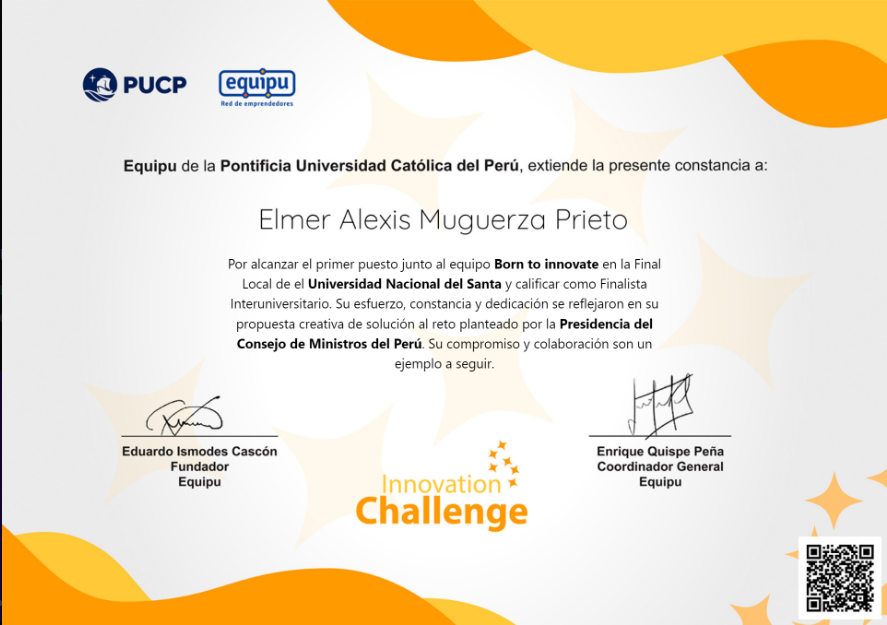 PUCP
equipu
Red de emprendedores
Equipu de la Pontificia Universidad Católica del Perú, extiende la presente constancia a:
Elmer Alexis Muguerza Prieto
Por alcanzar el primer puesto junto al equipo Born to innovate en la Final
Local de el Universidad Nacional del Santa y calificar como Finalista
Interuniversitario. Su esfuerzo, constancia y dedicación se reflejaron en su
propuesta creativa de solución al reto planteado por la Presidencia del
Consejo de Ministros del Perú. Su compromiso y colaboración son un
ejemplo a seguir.
Eduardo Ismodes Cascón
Fundador
Equipu
Enrique Quispe Peña
Coordinador General
Equipu
Innovation
Challenge